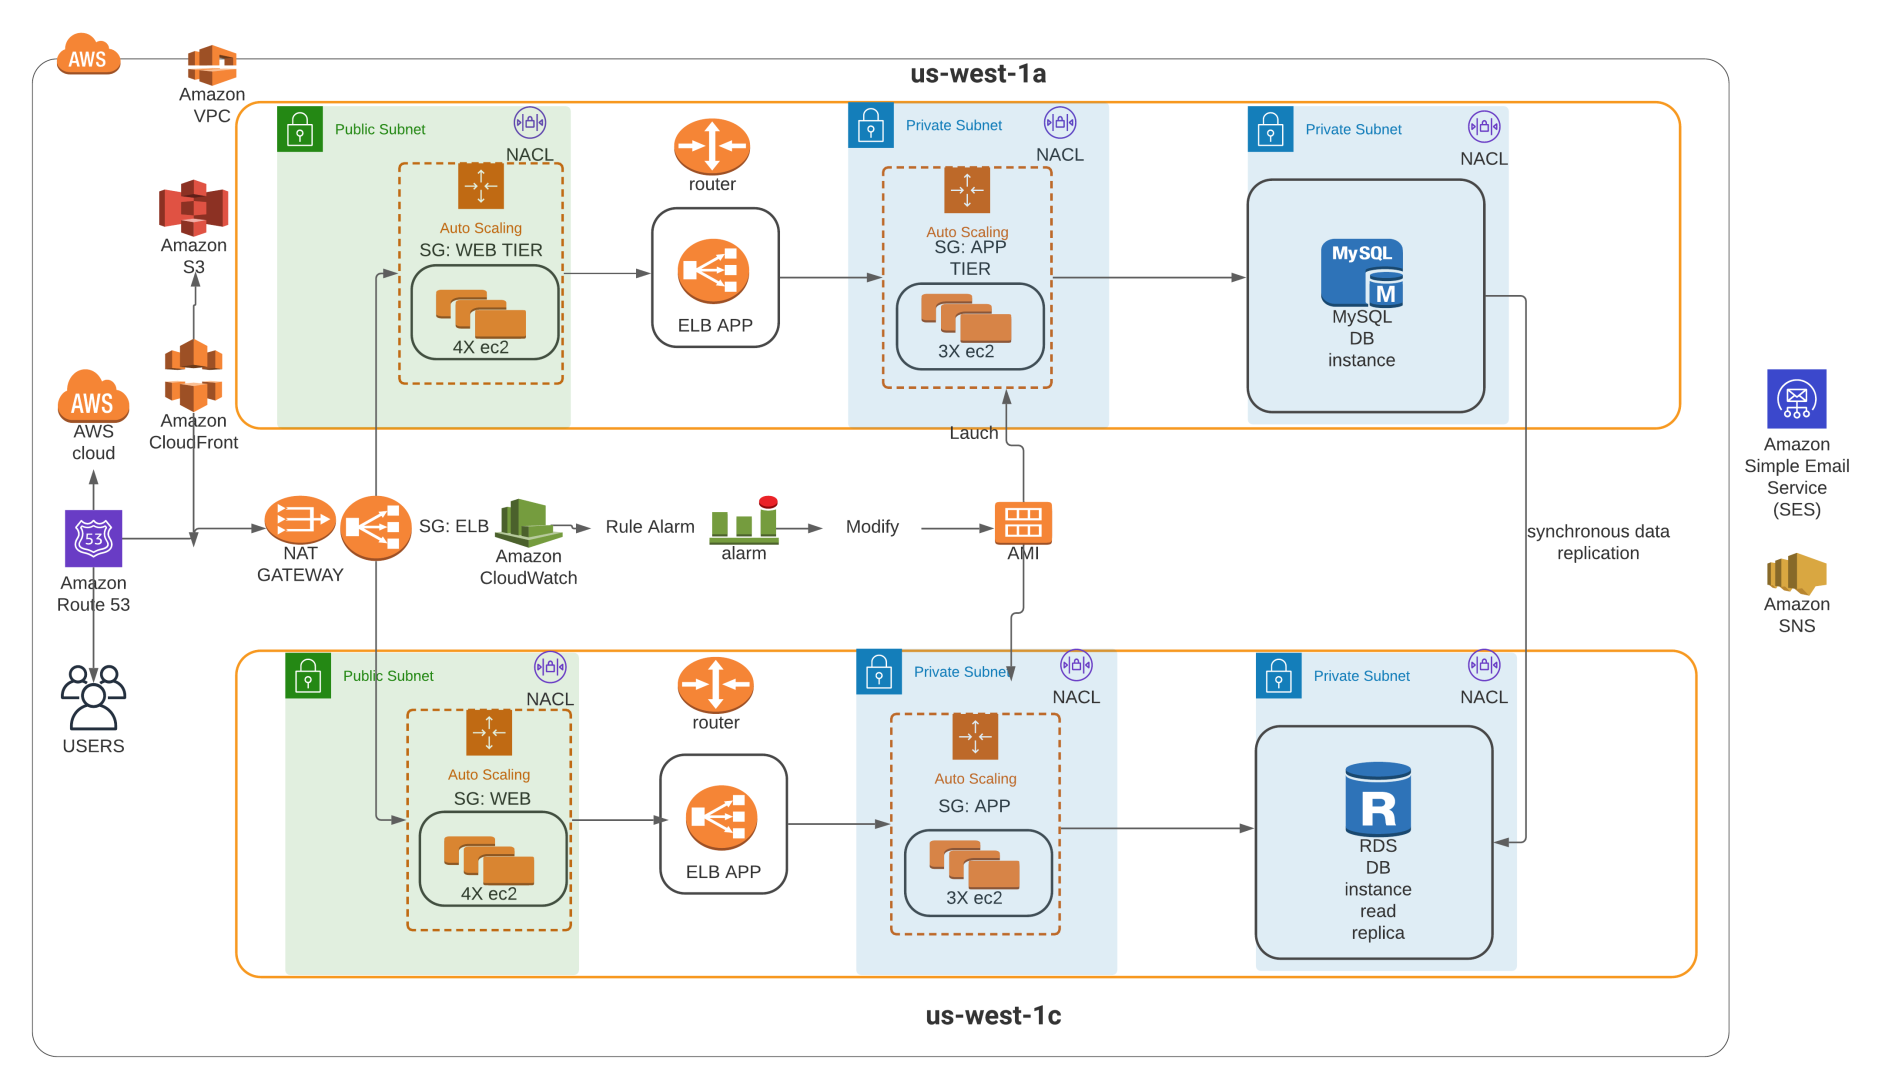 AWS
us-west-1a
Amazon
VPC
Public Subnet
NACL
Auto Scaling
SG: WEB TIER
4X ec2
router
ELB APP
Private Subnet
NACL
Auto Scaling
SG: APP
TIER
3X ec2
Private Subnet
NACL
MySQL
M
MySQL
DB
instance
Amazon
S3
Amazon
CloudFront
AWS
AWS
cloud
53
Amazon
Route 53
USERS
NAT
GATEWAY
SG: ELB
Amazon
CloudWatch
Rule Alarm
alarm
Modify
Lauch
AMI
synchronous data
replication
Amazon
Simple Email
Service
(SES)
Amazon
SNS
Public Subnet
NACL
Auto Scaling
SG: WEB
4X ec2
router
ELB APP
Private Subnet
NACL
Auto Scaling
SG: APP
3X ec2
Private Subnet
NACL
R
RDS
DB
instance
read
replica
us-west-1c